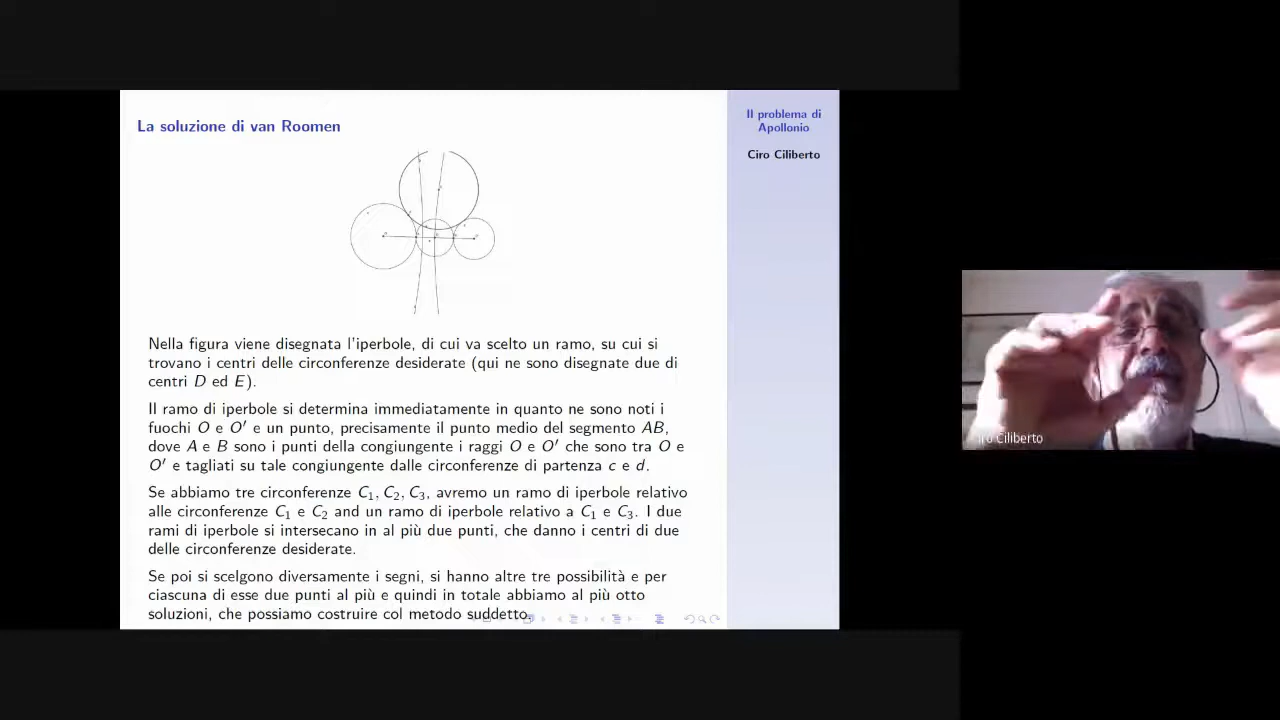 La soluzione di van Roomen
Il problema di
Apollonio
Ciro Ciliberto
Nella figura viene disegnata l'iperbole, di cui va scelto un ramo, su cui si
trovano i centri delle circonferenze desiderate (qui ne sono disegnate due di
centri D ed E).
Il ramo di iperbole si determina immediatamente in quanto ne sono noti i
fuochi O e O′ e un punto, precisamente il punto medio del segmento AB,
dove A e B sono i punti della congiungente i raggi O e O′ che sono tra O e
O′ e tagliati su tale congiungente dalle circonferenze di partenza c e d.
Se abbiamo tre circonferenze C₁, C₂, C₃, avremo un ramo di iperbole relativo
alle circonferenze C₁ e C₂ and un ramo di iperbole relativo a C₁ e C₃. I due
rami di iperbole si intersecano in al più due punti, che danno i centri di due
delle circonferenze desiderate.
Se poi si scelgono diversamente i segni, si hanno altre tre possibilità e per
ciascuna di esse due punti al più e quindi in totale abbiamo al più otto
soluzioni, che possiamo costruire col metodo suddetto.
iro Ciliberto